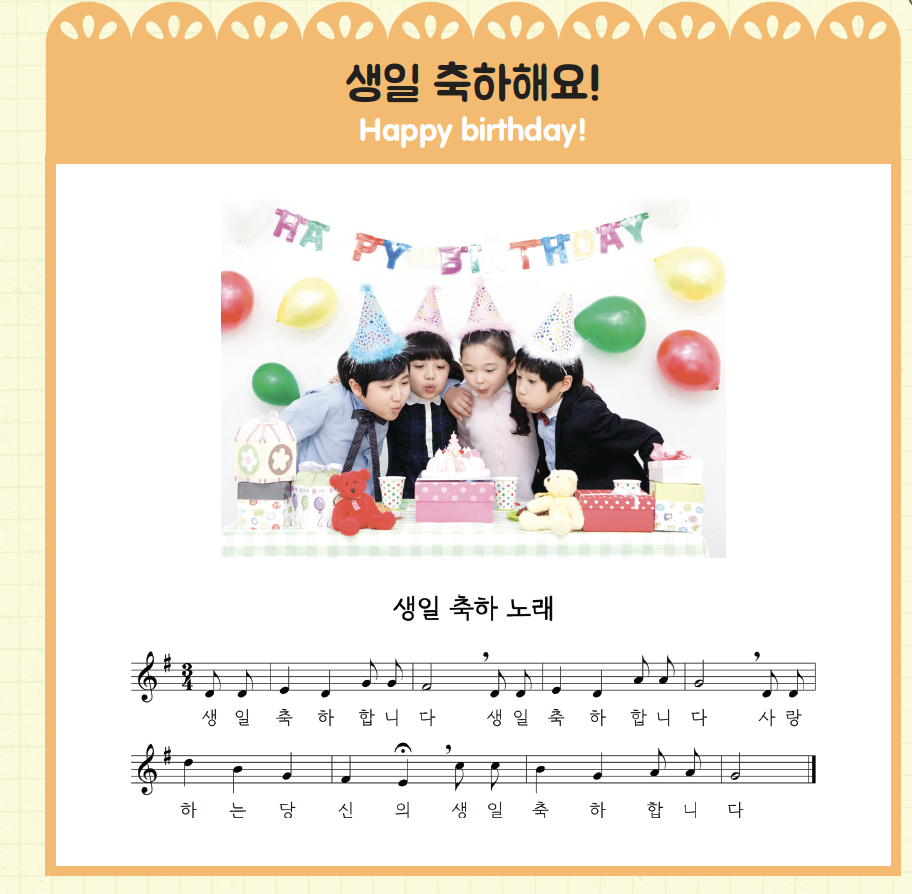 생일 축하해요!
Happy birthday!
HA PY BIRTHDAY
생일 축하 노래
3
4
생 일 축 하 합 니 다 생 일 축 하 합 니 다 사 랑
하 는 당 신 의 생 일 축 하 합 니 다